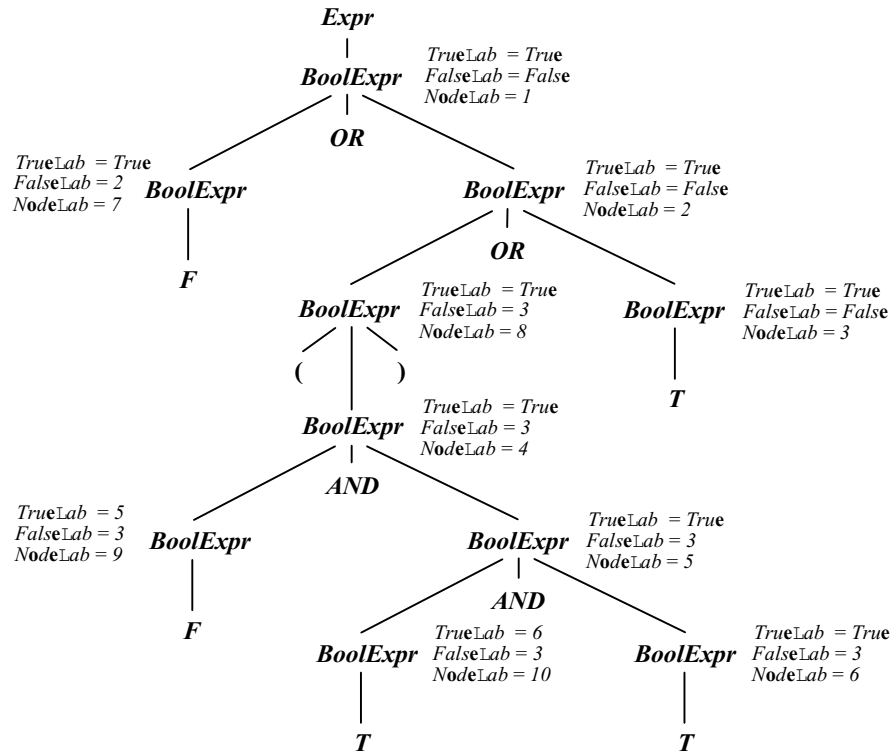 Expr
BoolExpr
TrueLab = True
FalseLab = False
NodeLab = 1
OR
TrueLab = True
FalseLab = 2
NodeLab = 7
BoolExpr
BoolExpr
TrueLab = True
FalseLab = False
NodeLab = 2
F
OR
BoolExpr
TrueLab = True
FalseLab = 3
NodeLab = 8
BoolExpr
TrueLab = True
FalseLab = False
NodeLab = 3
( )
T
BoolExpr
TrueLab = True
FalseLab = 3
NodeLab = 4
AND
TrueLab = 5
FalseLab = 3
NodeLab = 9
BoolExpr
BoolExpr
TrueLab = True
FalseLab = 3
NodeLab = 5
F
AND
BoolExpr
TrueLab = 6
FalseLab = 3
NodeLab = 10
BoolExpr
TrueLab = True
FalseLab = 3
NodeLab = 6
T
T